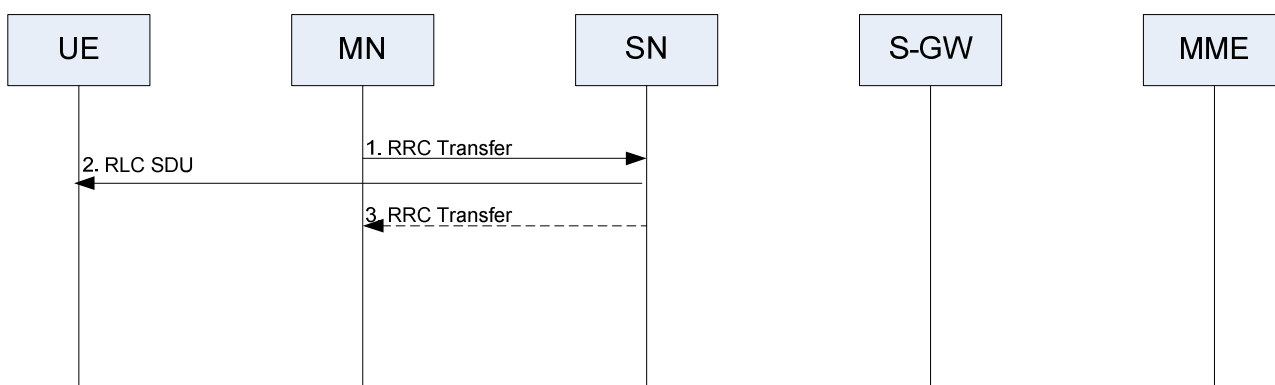 UE
MN
SN
S-GW
MME
1. RRC Transfer
2. RLC SDU
3. RRC Transfer